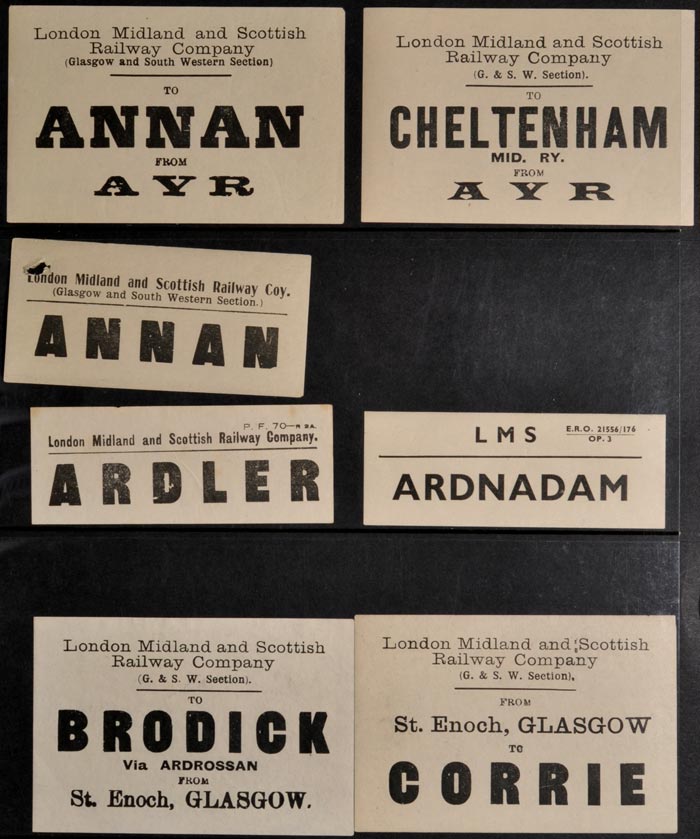 London Midland and Scottish
Railway Company
(Glasgow and South Western Section)
TO
ANNAN
FROM
AYR
London Midland and Scottish
Railway Company
(G. & S. W. Section).
TO
CHELTENHAM
MID. RY.
FROM
AYR
London Midland and Scottish Railway Coy.
(Glasgow and South Western Section.)
ANNAN
P. F. 70—R 2A.
London Midland and Scottish Railway Company.
ARDLER
LMS
E.R.O. 21556/176
OP. 3
ARDNADAM
London Midland and Scottish
Railway Company
(G. & S. W. Section).
TO
BRODICK
Via ARDROSSAN
FROM
St. Enoch, GLASGOW.
London Midland and Scottish
Railway Company
(G. & S. W. Section).
FROM
St. Enoch, GLASGOW
TO
CORRIE